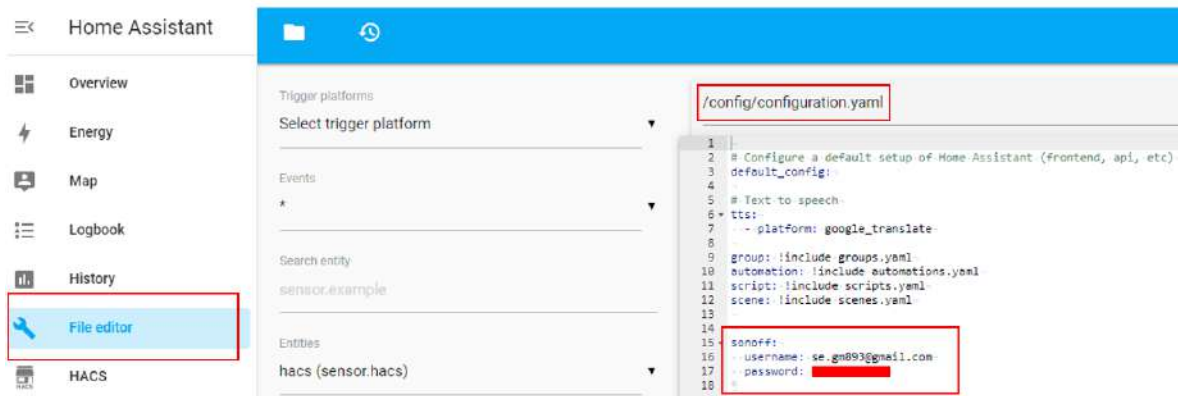 Home Assistant
Overview
Energy
Map
Logbook
History
File editor
HACS
HACS
Trigger platforms
Select trigger platform
Events
*
Search entity
sensor.example
Entities
hacs (sensor.hacs)
/config/configuration.yaml
1
2 # Configure a default setup of Home Assistant (frontend, api, etc)
3 default_config:
4
5 # Text to speech
6 tts:
7 - platform: google_translate
8
9 group: !include groups.yaml
10 automation: !include automations.yaml
11 script: !include scripts.yaml
12 scene: !include scenes.yaml
13
14
15 sonoff:
16 username: se.gm893@gmail.com
17 password:
18